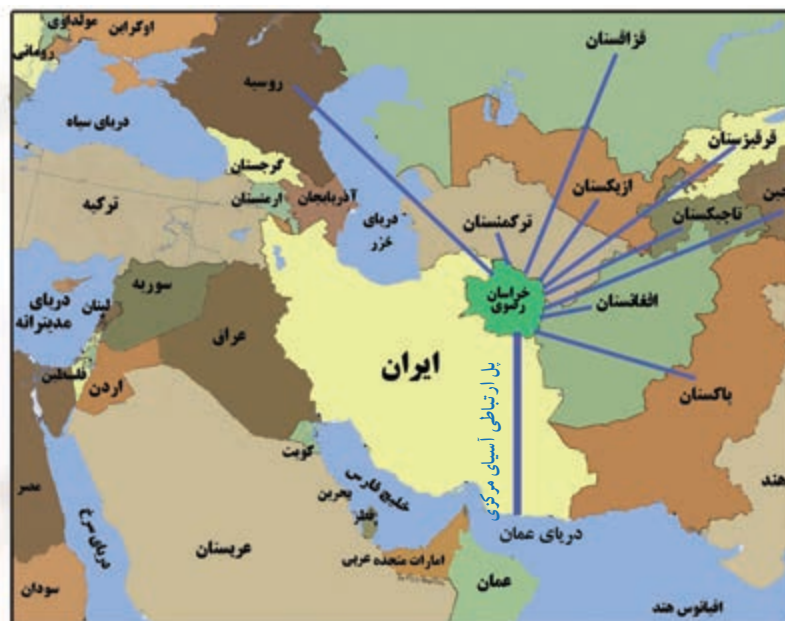 مولداوی
اوکراین
رومانی
قزاقستان
روسیه
دریای سیاه
قرقیزستان
گرجستان
ارمنستان
آذربایجان
ازبکستان
چین
تاجیکستان
ترکیه
ترکمنستان
دریای
خزر
سوریه
خراسان
رضوی
افغانستان
لبنان
دریای
مدیترانه
عراق
ایران
فلسطین
اردن
پاکستان
کویت
پل ارتباطی آسیای مرکزی
خلیج فارس
بحرین
قطر
هند
مصر
دریای سرخ
دریای عمان
عربستان
امارات متحده عربی
عمان
سودان
اقیانوس هند